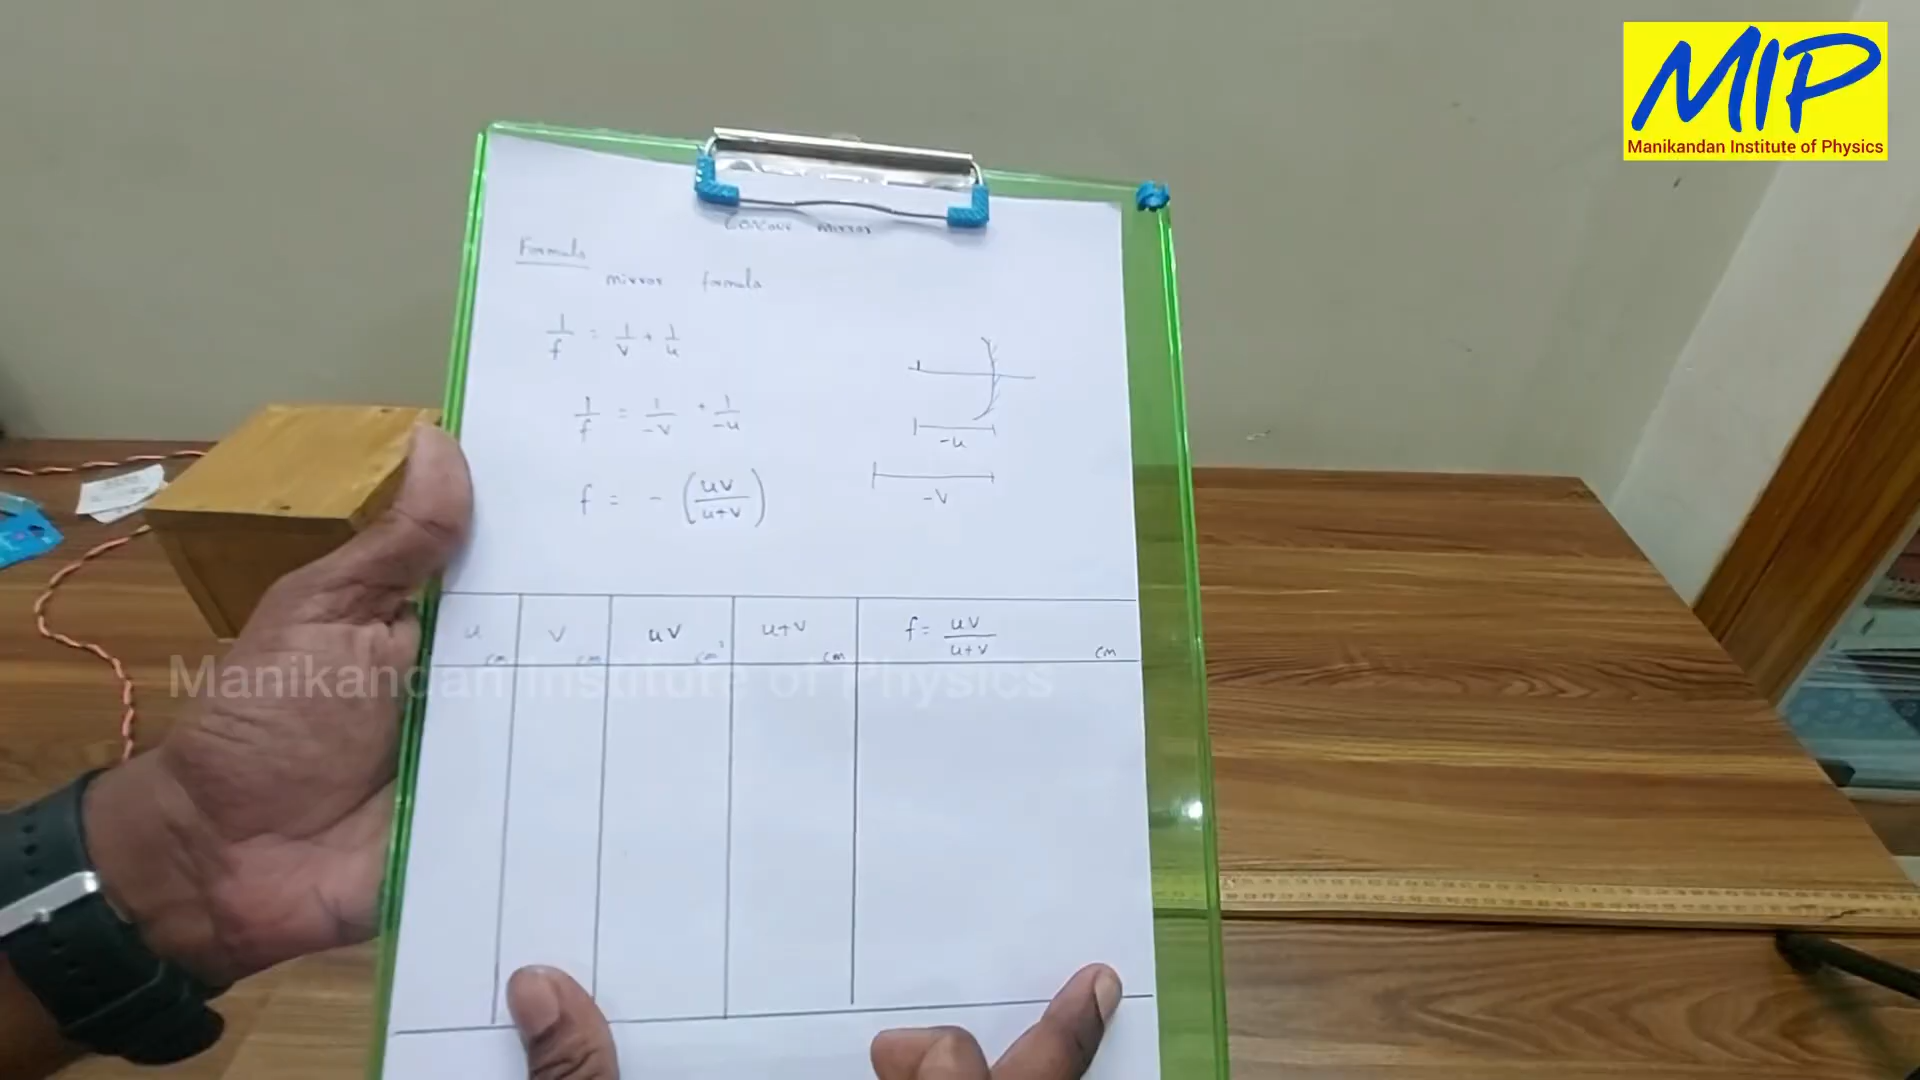 MIP
Manikandan Institute of Physics
Concave mirror
Formula
mirror formula
1/f = 1/v + 1/u
1/f = 1/-v + 1/-u
f = - (uv/u+v)
-u
-v
u cm v cm uv cm² u+v cm f = uv/u+v cm
Manikandan Institute of Physics